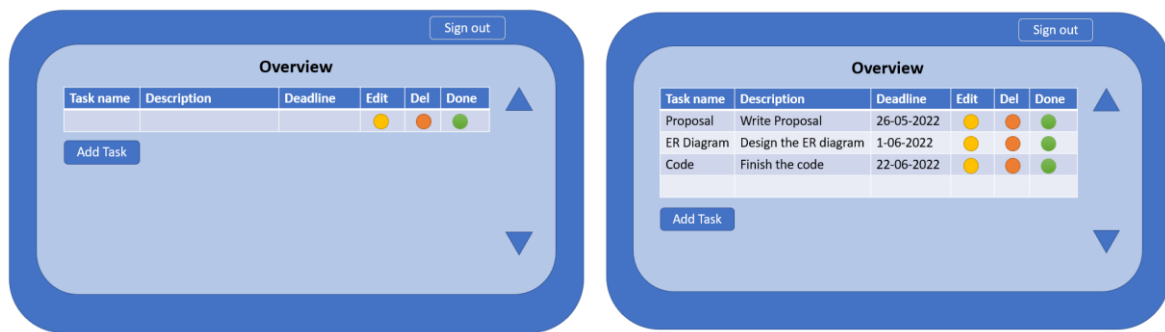 Sign out
Overview
Task name Description Deadline Edit Del Done
Add Task
Sign out
Overview
Task name Description Deadline Edit Del Done
Proposal Write Proposal 26-05-2022
ER Diagram Design the ER diagram 1-06-2022
Code Finish the code 22-06-2022
Add Task